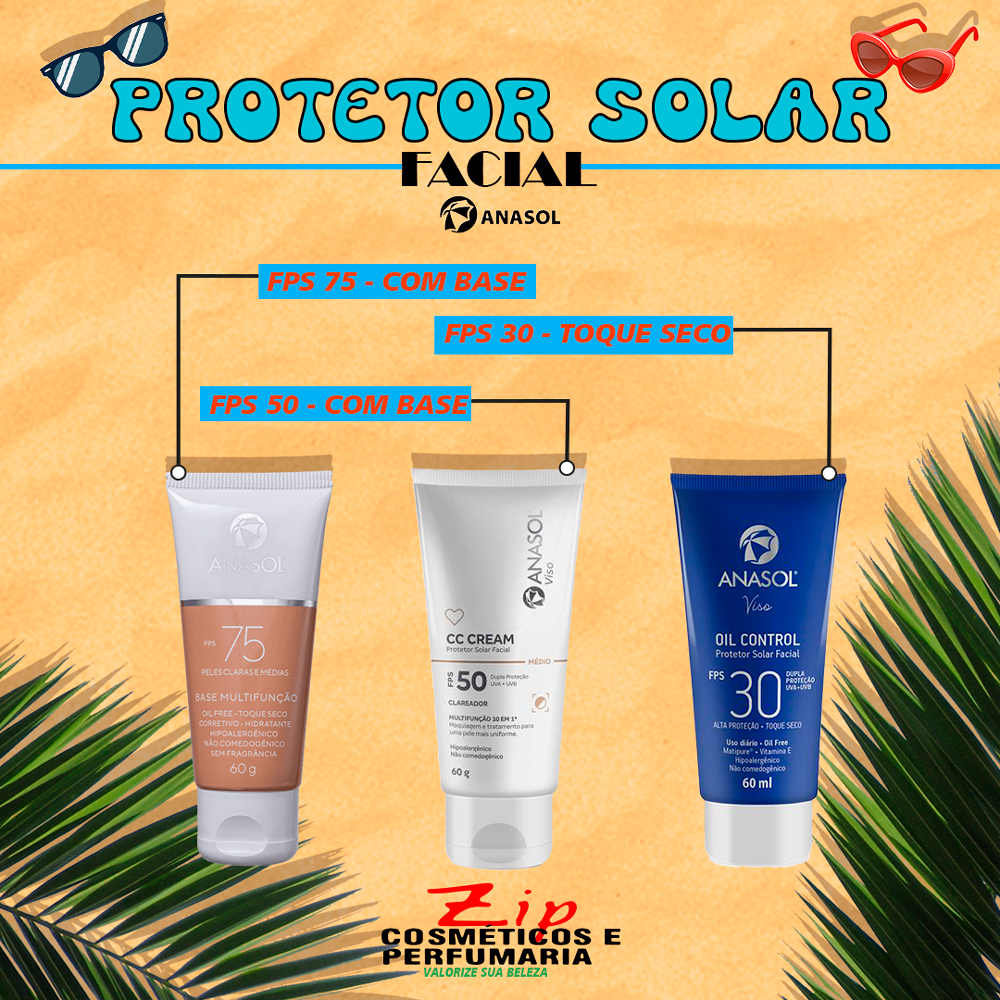 PROTETOR SOLAR
FACIAL
ANASOL
FPS 75 - COM BASE
FPS 30 - TOQUE SECO
FPS 50 - COM BASE
ANASOL
FPS 75
PELES CLARAS E MÉDIAS
BASE MULTIFUNÇÃO
OIL FREE • TOQUE SECO
CORRETIVO • HIDRATANTE
HIPOALERGÊNICO
NÃO COMEDOGÊNICO
SEM FRAGRÂNCIA
60 g
ANASOL
Viso
CC CREAM
Protetor Solar Facial
MÉDIO
FPS 50
Dupla Proteção
UVA + UVB
CLAREADOR
MULTIFUNÇÃO 10 EM 1*
Maquiagem e tratamento para
uma pele mais uniforme.
Hipoalergênico
Não comedogênico
60 g
ANASOL
Viso
OIL CONTROL
Protetor Solar Facial
FPS 30
DUPLA
PROTEÇÃO
UVA+UVB
ALTA PROTEÇÃO • TOQUE SECO
Uso diário • Oil Free
Matipure® • Vitamina E
Hipoalergênico
Não comedogênico
60 ml
Zip
COSMÉTICOS E
PERFUMARIA
VALORIZE SUA BELEZA